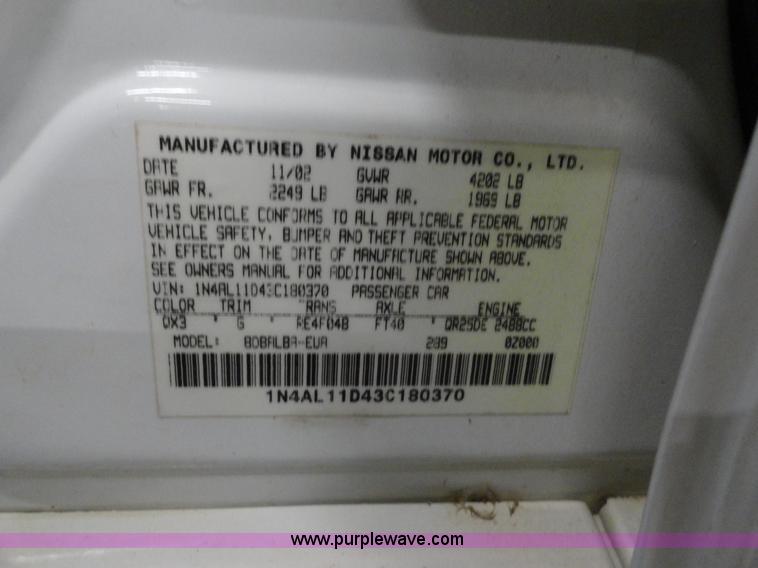 MANUFACTURED BY NISSAN MOTOR CO., LTD.
DATE 11/02 GVWR 4202 LB
GAWR FR. 2249 LB GAWR RR. 1969 LB
THIS VEHICLE CONFORMS TO ALL APPLICABLE FEDERAL MOTOR
VEHICLE SAFETY, BUMPER AND THEFT PREVENTION STANDARDS
IN EFFECT ON THE DATE OF MANUFACTURE SHOWN ABOVE.
SEE OWNERS MANUAL FOR ADDITIONAL INFORMATION.
VIN: 1N4AL11D43C180370 PASSENGER CAR
COLOR TRIM TRANS AXLE ENGINE
QX3 G RE4F04B FT40 QR25DE 2488CC
MODEL: BDBALBA-EUA 289 0Z000
1N4AL11D43C180370
www.purplewave.com